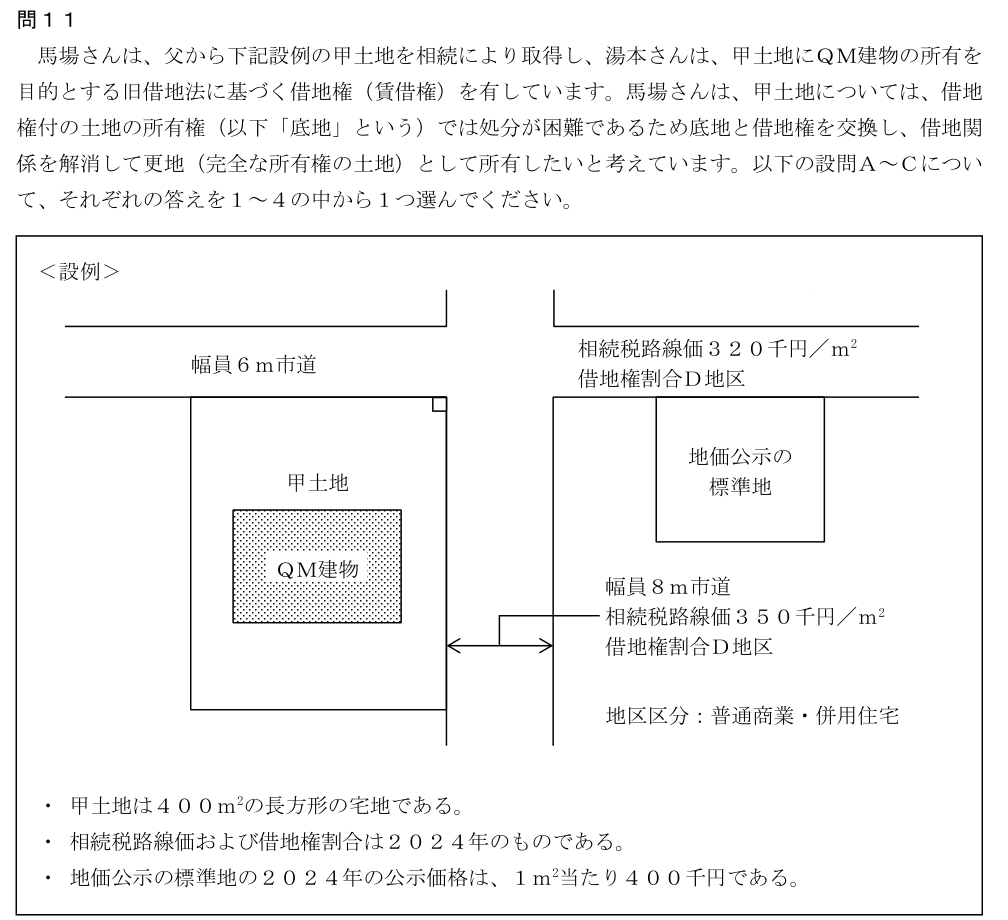 問11
馬場さんは、父から下記設例の甲土地を相続により取得し、湯本さんは、甲土地にQM建物の所有を
目的とする旧借地法に基づく借地権（賃借権）を有しています。馬場さんは、甲土地については、借地
権付の土地の所有権（以下「底地」という）では処分が困難であるため底地と借地権を交換し、借地関
係を解消して更地（完全な所有権の土地）として所有したいと考えています。以下の設問A～Cについ
て、それぞれの答えを1～4の中から1つ選んでください。
＜設例＞
幅員6m市道
相続税路線価320千円／m²
借地権割合D地区
甲土地
QM建物
地価公示の
標準地
幅員8m市道
相続税路線価350千円／m²
借地権割合D地区
地区区分：普通商業・併用住宅
・ 甲土地は400m²の長方形の宅地である。
・ 相続税路線価および借地権割合は2024年のものである。
・ 地価公示の標準地の2024年の公示価格は、1m²当たり400千円である。